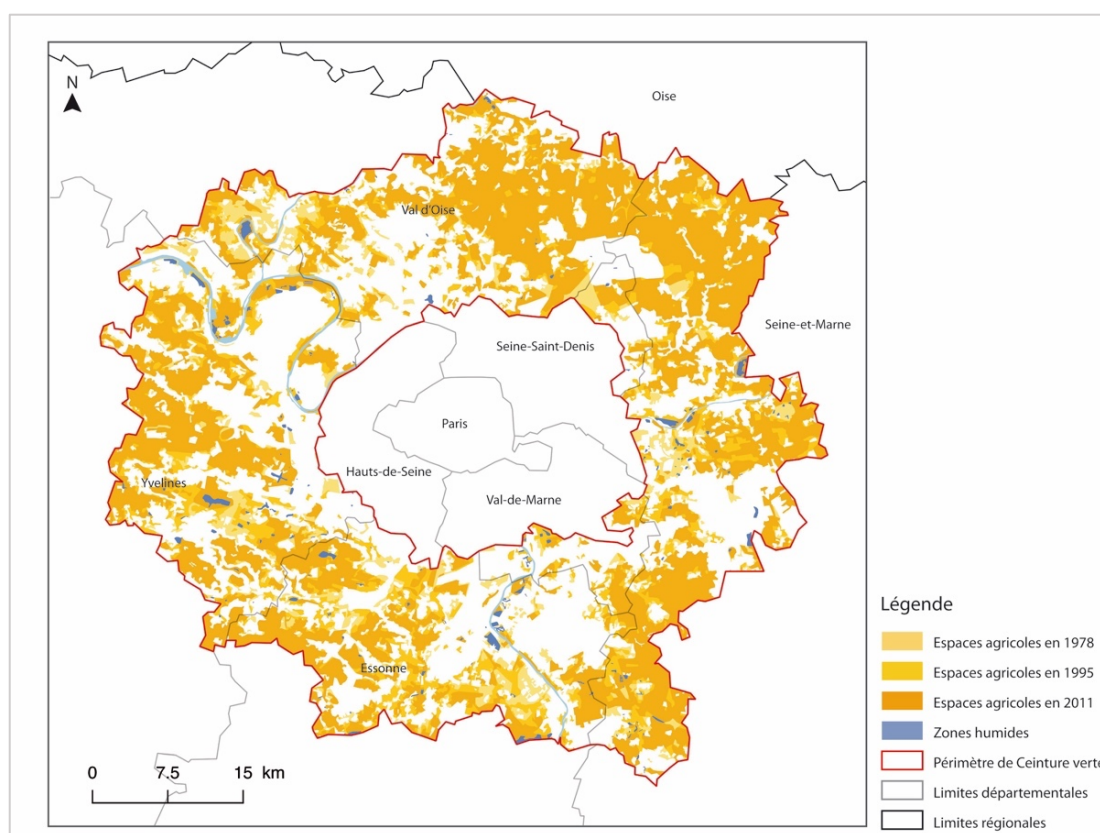 N
Oise
Val d'Oise
Seine-et-Marne
Seine-Saint-Denis
Paris
Hauts-de-Seine
Yvelines
Val-de-Marne
Essonne
0 7.5 15 km
Légende
Espaces agricoles en 1978
Espaces agricoles en 1995
Espaces agricoles en 2011
Zones humides
Périmètre de Ceinture verte
Limites départementales
Limites régionales